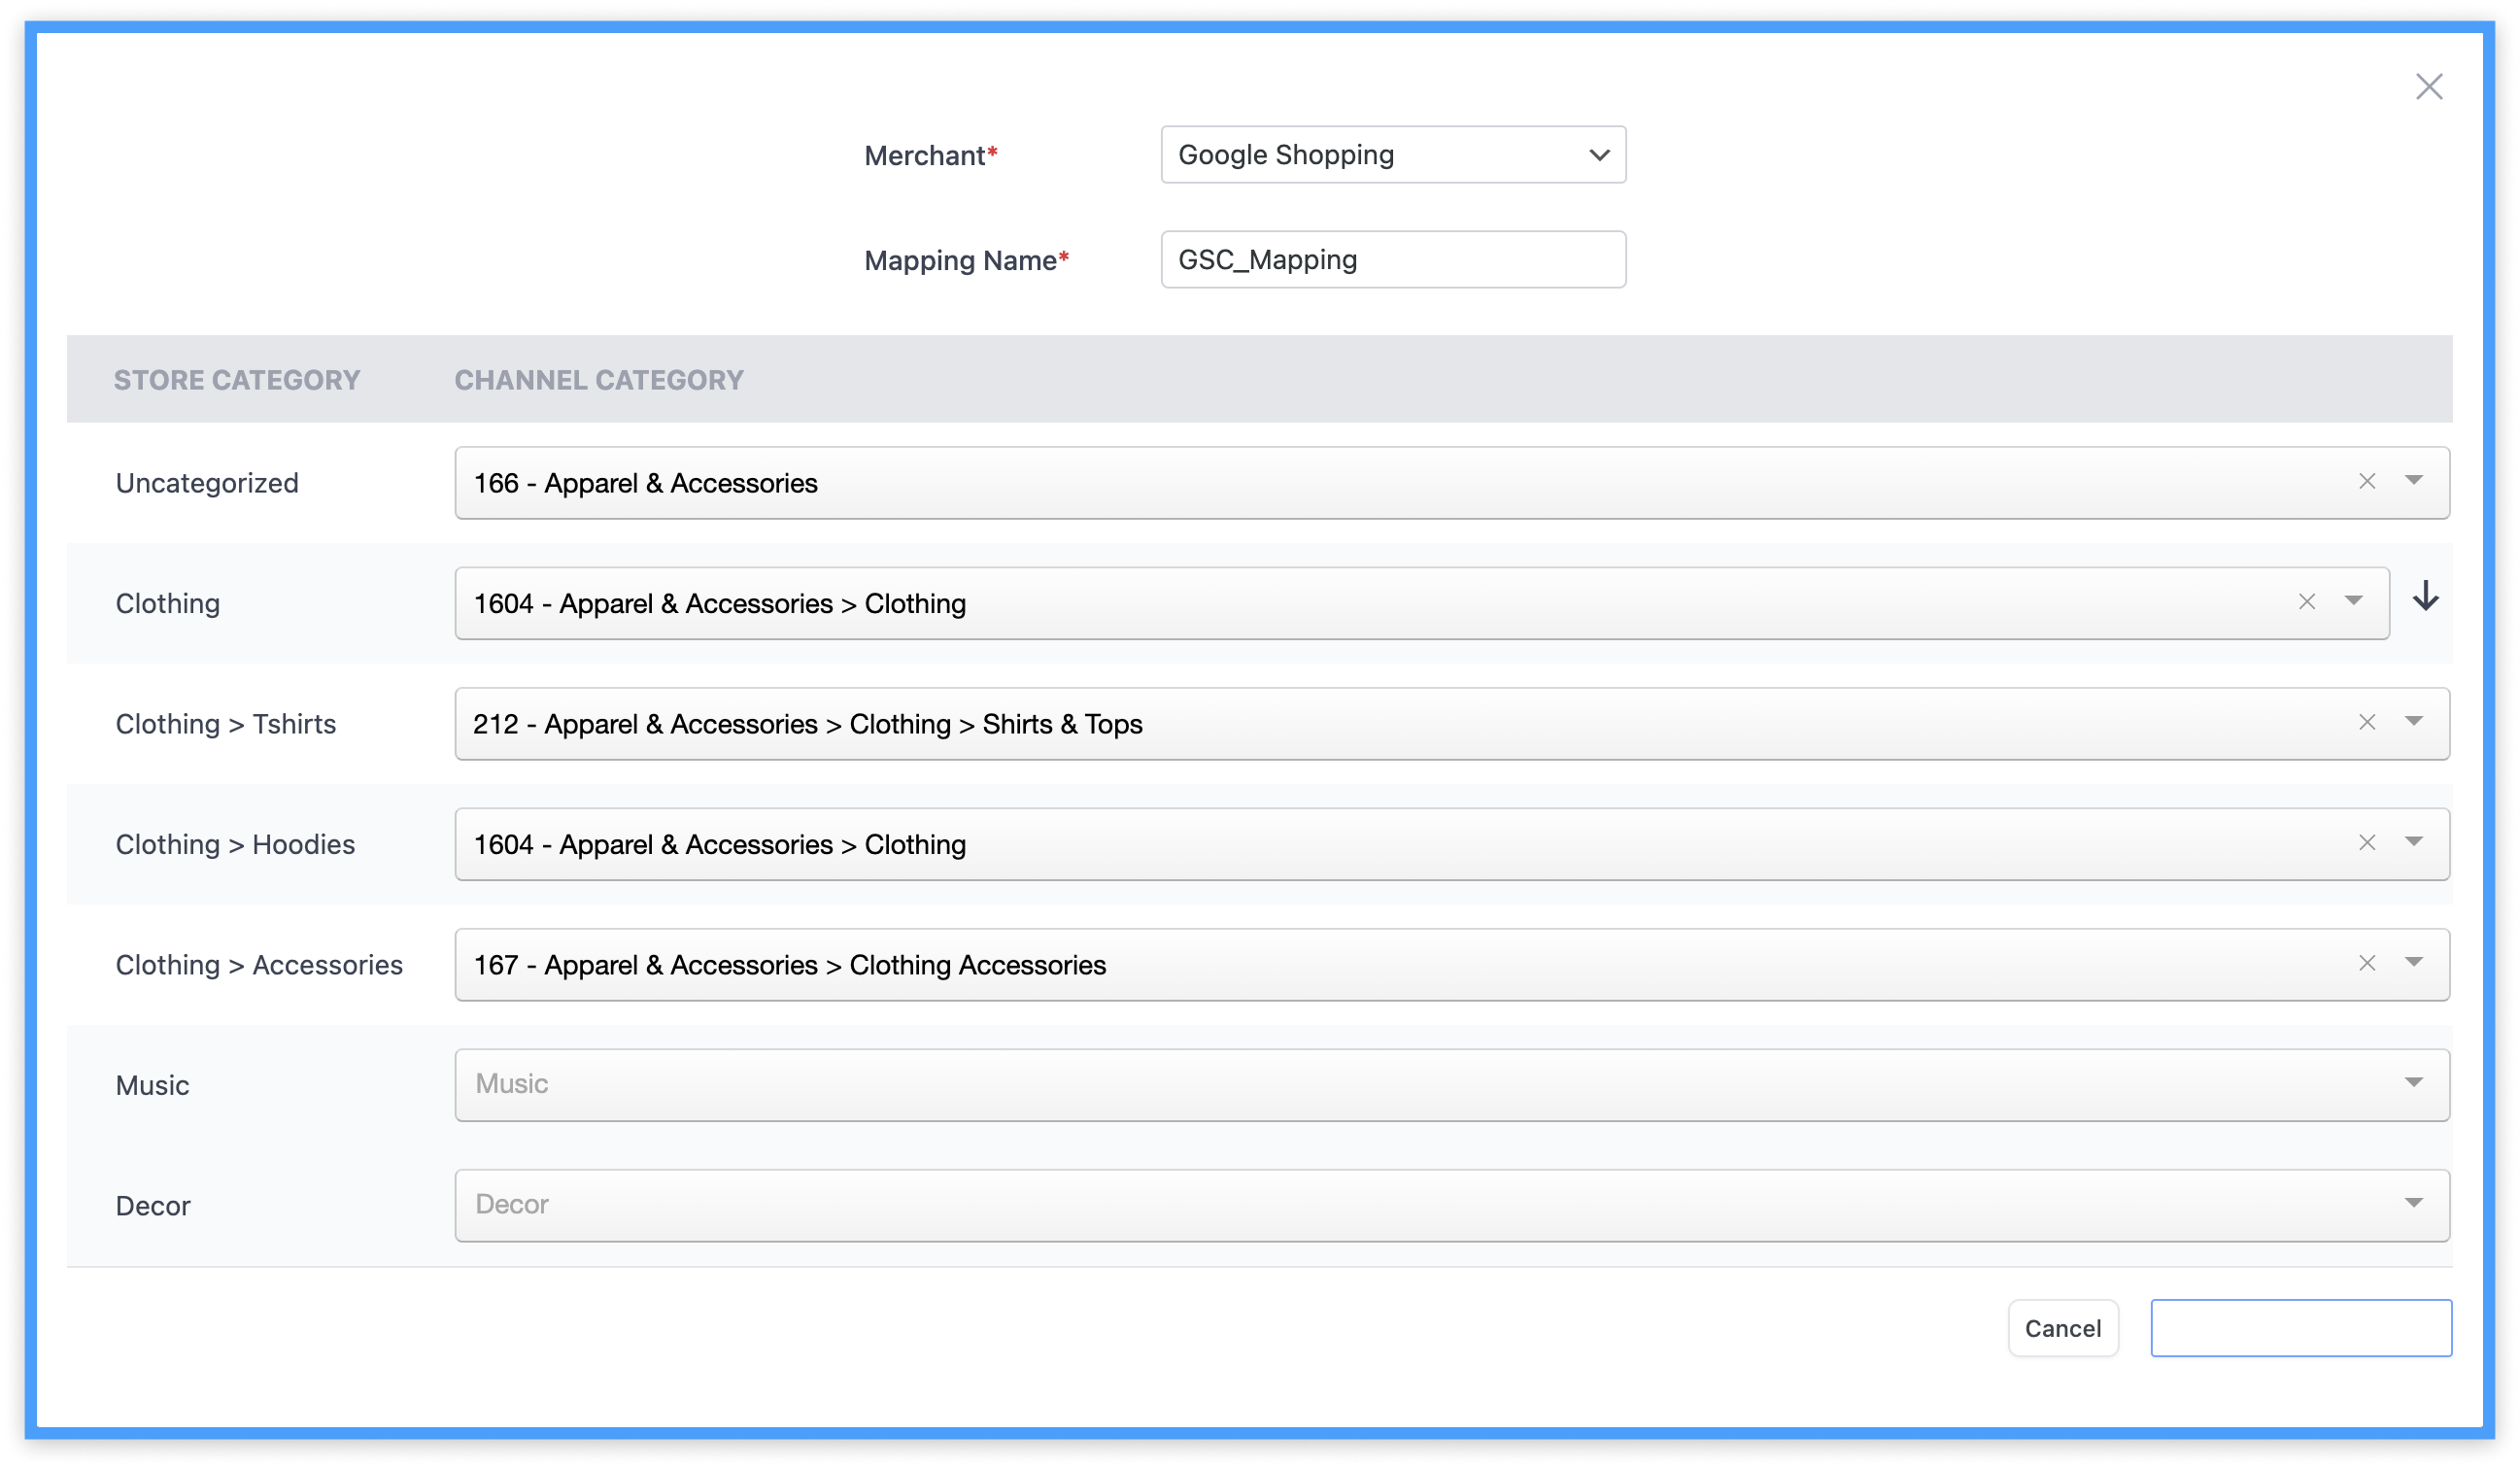 Merchant* Google Shopping
Mapping Name* GSC_Mapping
STORE CATEGORY CHANNEL CATEGORY
Uncategorized 166 - Apparel & Accessories
Clothing 1604 - Apparel & Accessories > Clothing
Clothing > Tshirts 212 - Apparel & Accessories > Clothing > Shirts & Tops
Clothing > Hoodies 1604 - Apparel & Accessories > Clothing
Clothing > Accessories 167 - Apparel & Accessories > Clothing Accessories
Music Music
Decor Decor
Cancel